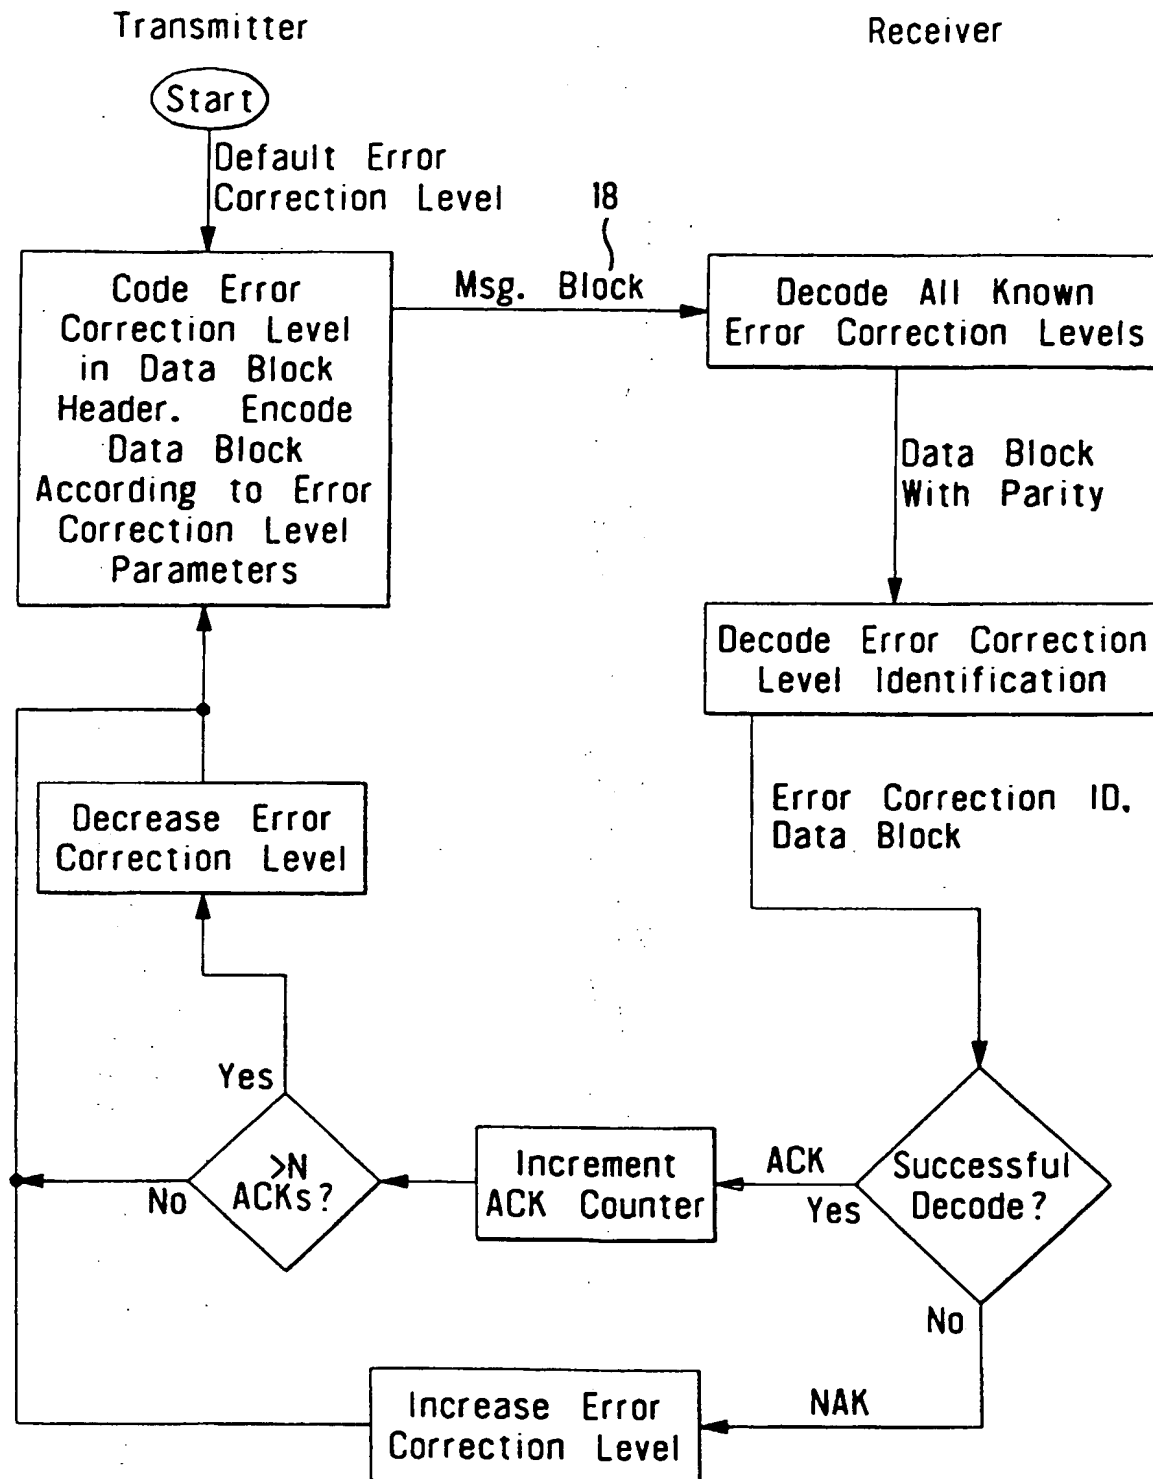 Transmitter
Receiver
Start
Default Error
Correction Level
18
Msg. Block
Code Error
Correction Level
in Data Block
Header. Encode
Data Block
According to Error
Correction Level
Parameters
Decode All Known
Error Correction Levels
Data Block
With Parity
Decode Error Correction
Level Identification
Error Correction ID,
Data Block
Decrease Error
Correction Level
Yes
>N
ACKs?
No
Increment
ACK Counter
ACK
Yes
Successful
Decode?
No
NAK
Increase Error
Correction Level